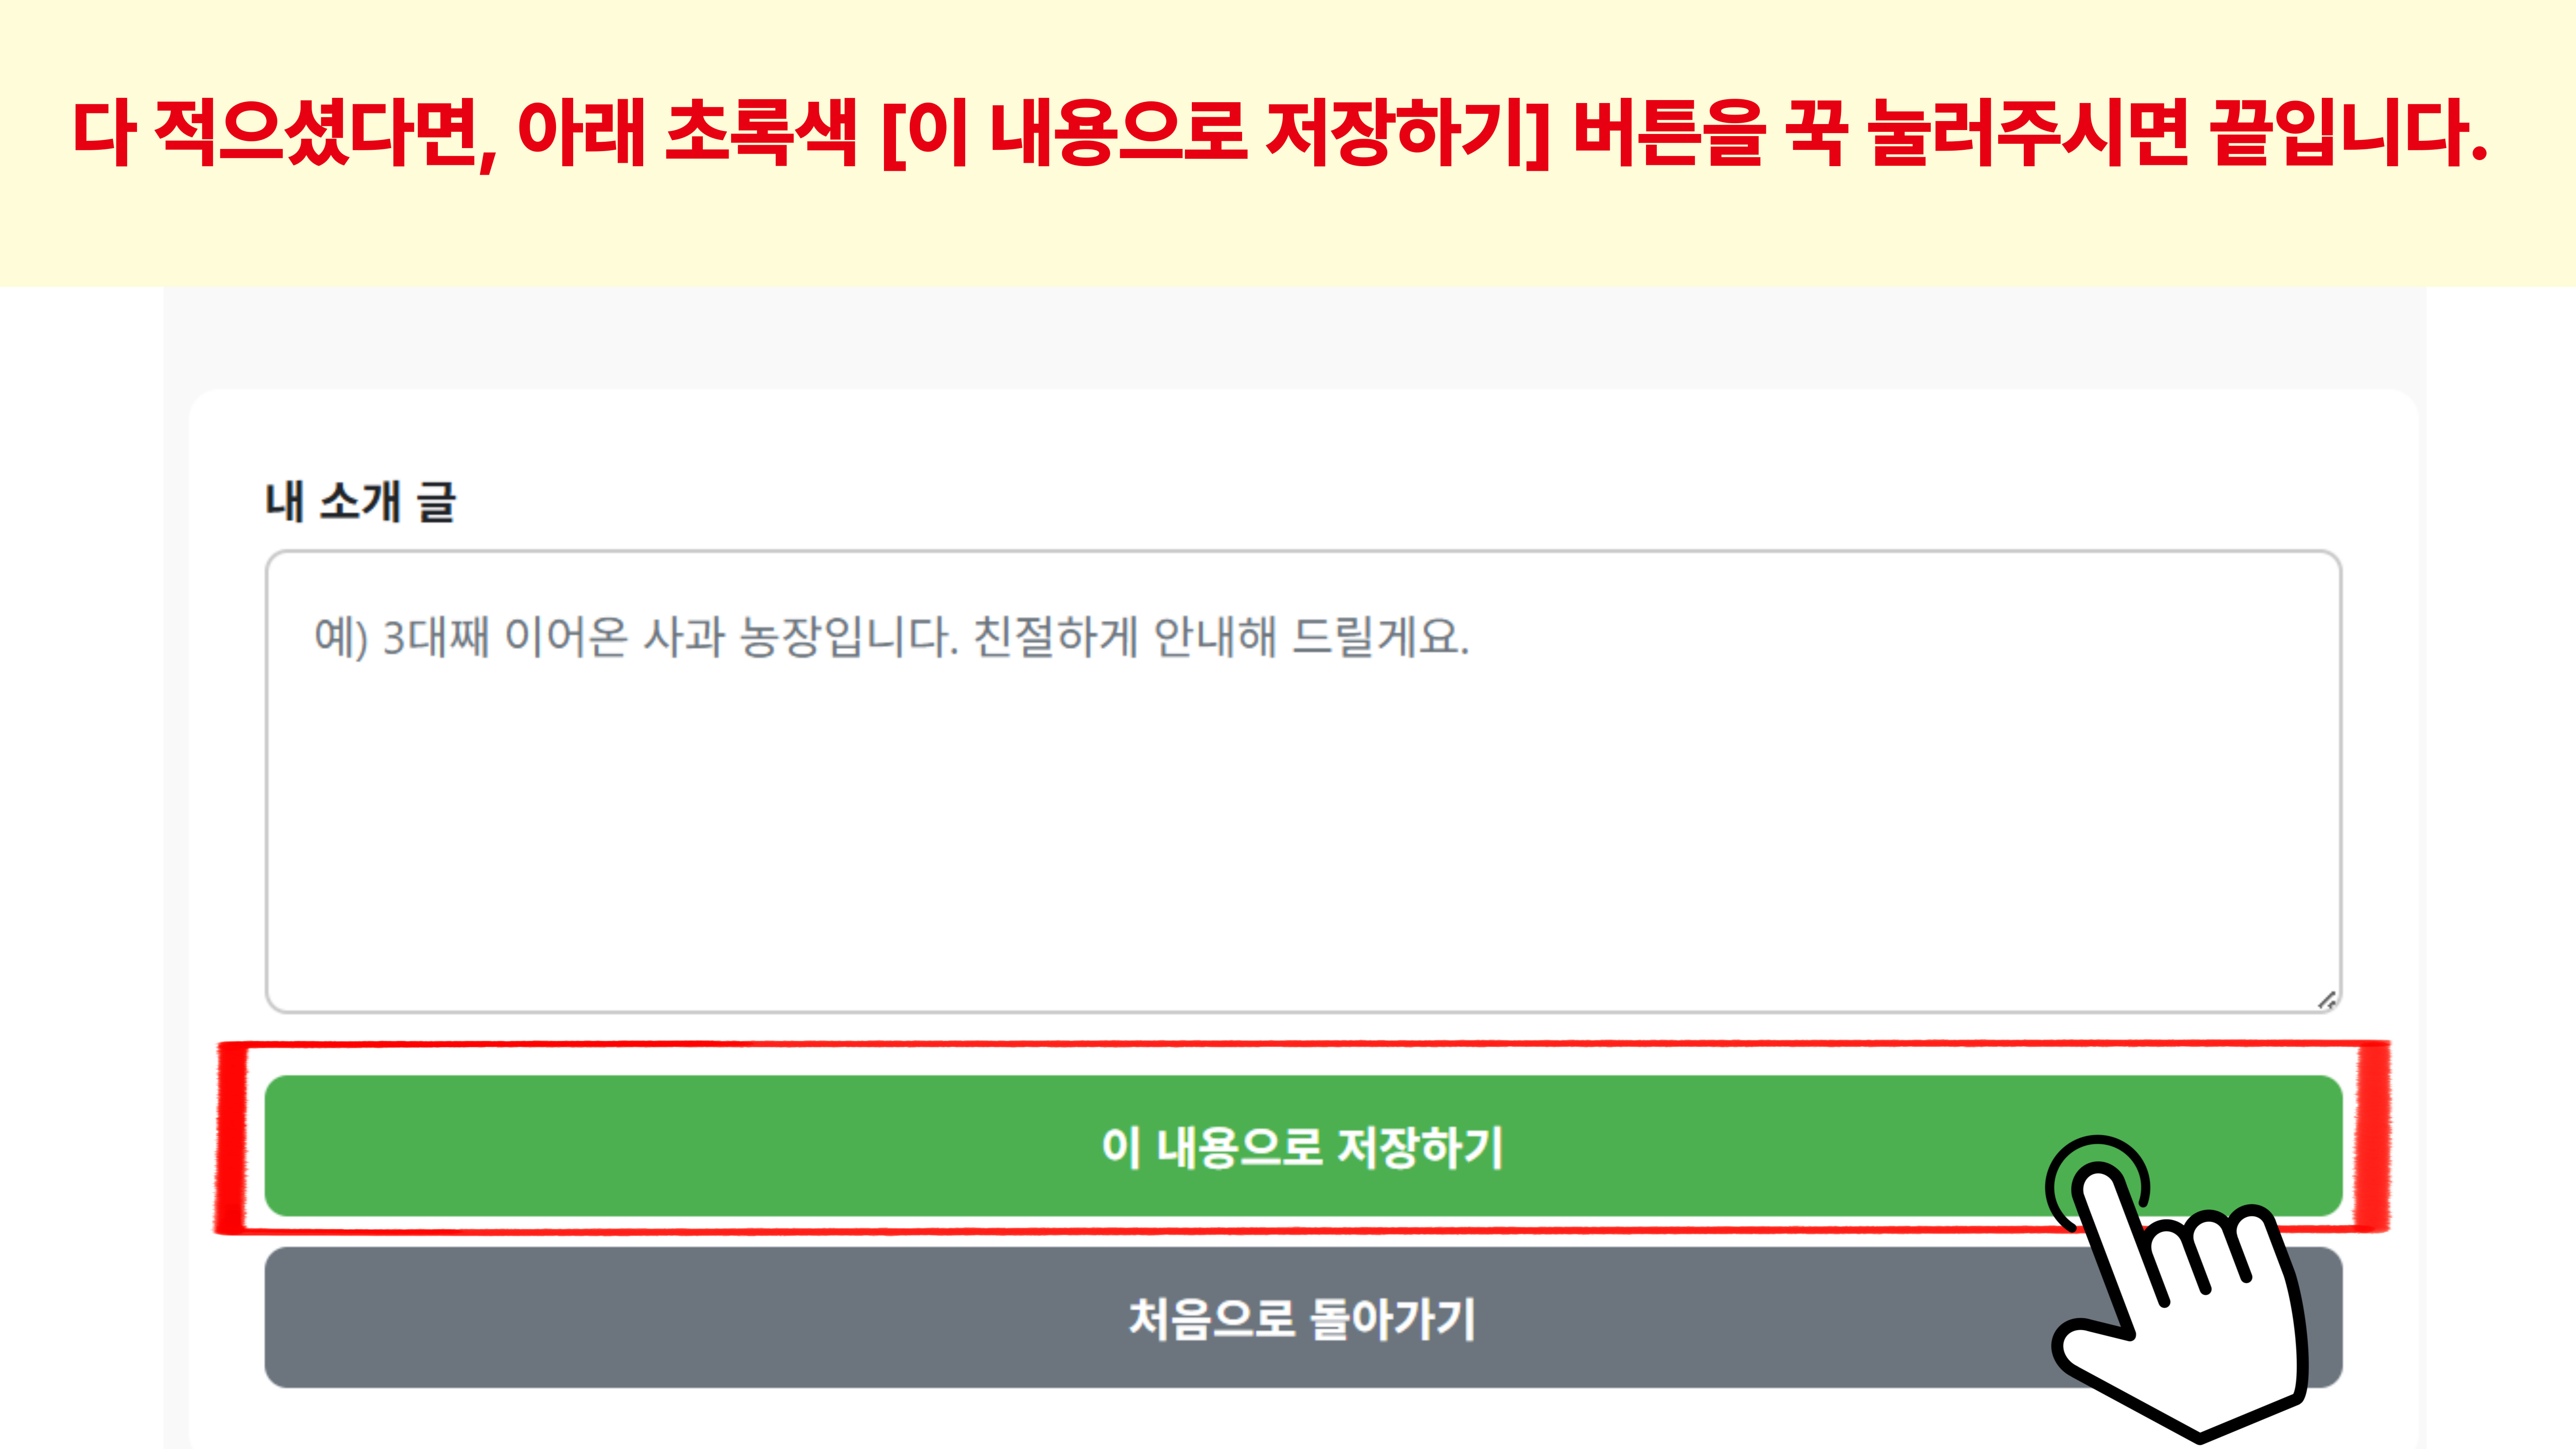 다 적으셨다면, 아래 초록색 [이 내용으로 저장하기] 버튼을 꾹 눌러주시면 끝입니다.
내 소개 글
예) 3대째 이어온 사과 농장입니다. 친절하게 안내해 드릴게요.
이 내용으로 저장하기
처음으로 돌아가기